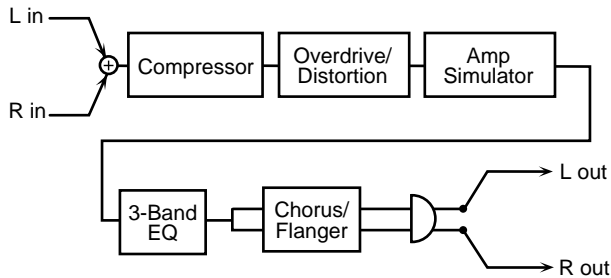 L in
R in
+
Compressor
Overdrive/
Distortion
Amp
Simulator
3-Band
EQ
Chorus/
Flanger
L out
R out